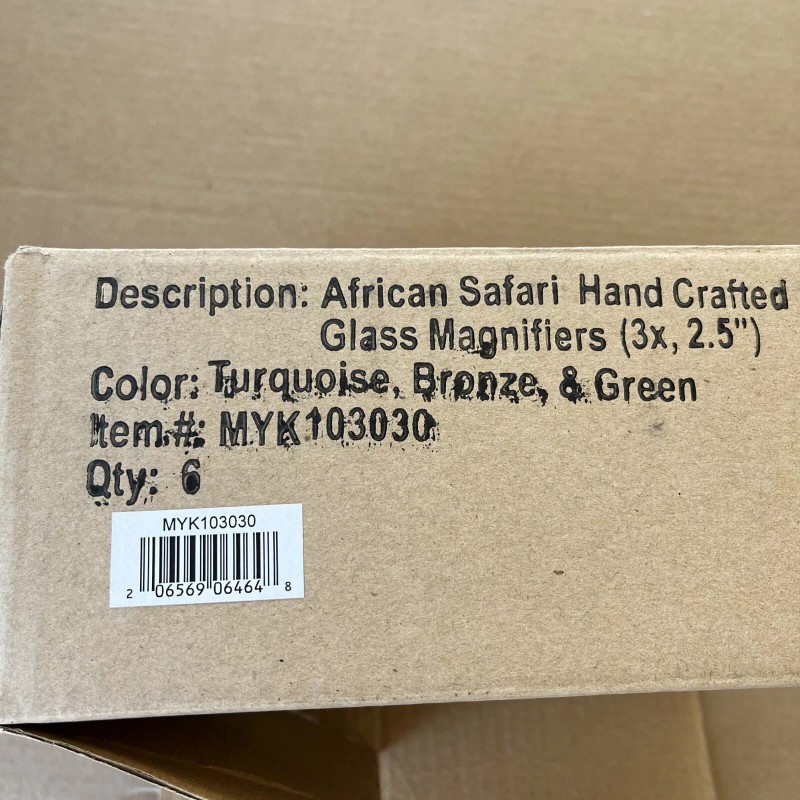 Description: African Safari Hand Crafted
Glass Magnifiers (3x, 2.5")
Color: Turquoise, Bronze, & Green
Item#: MYK103030
Qty: 6
MYK103030
2 06569 06464 8